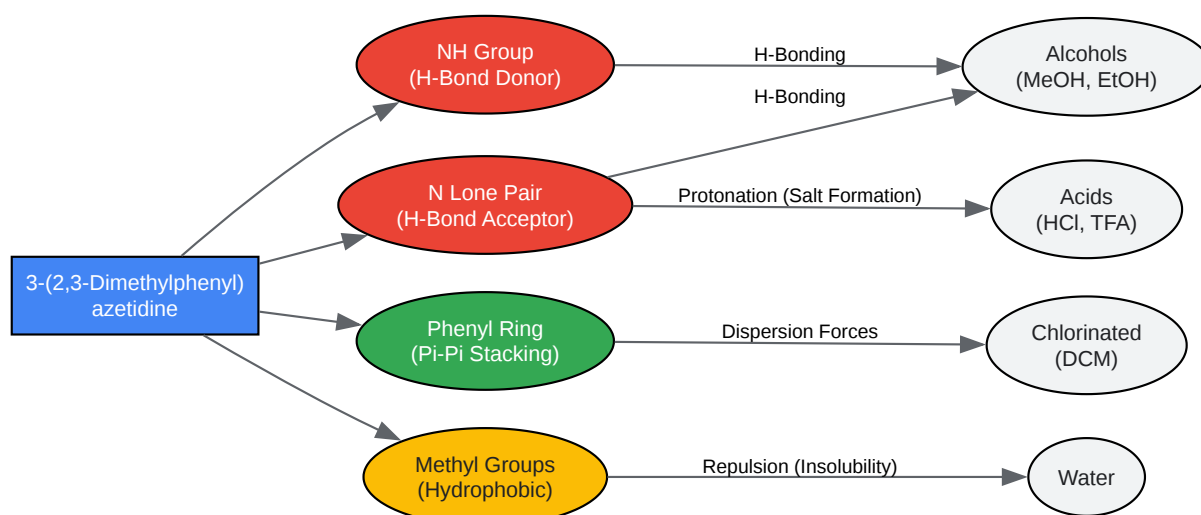 NH Group
(H-Bond Donor)
H-Bonding
Alcohols
(MeOH, EtOH)
H-Bonding
N Lone Pair
(H-Bond Acceptor)
Protonation (Salt Formation)
Acids
(HCl, TFA)
3-(2,3-Dimethylphenyl)
azetidine
Phenyl Ring
(Pi-Pi Stacking)
Dispersion Forces
Chlorinated
(DCM)
Methyl Groups
(Hydrophobic)
Repulsion (Insolubility)
Water